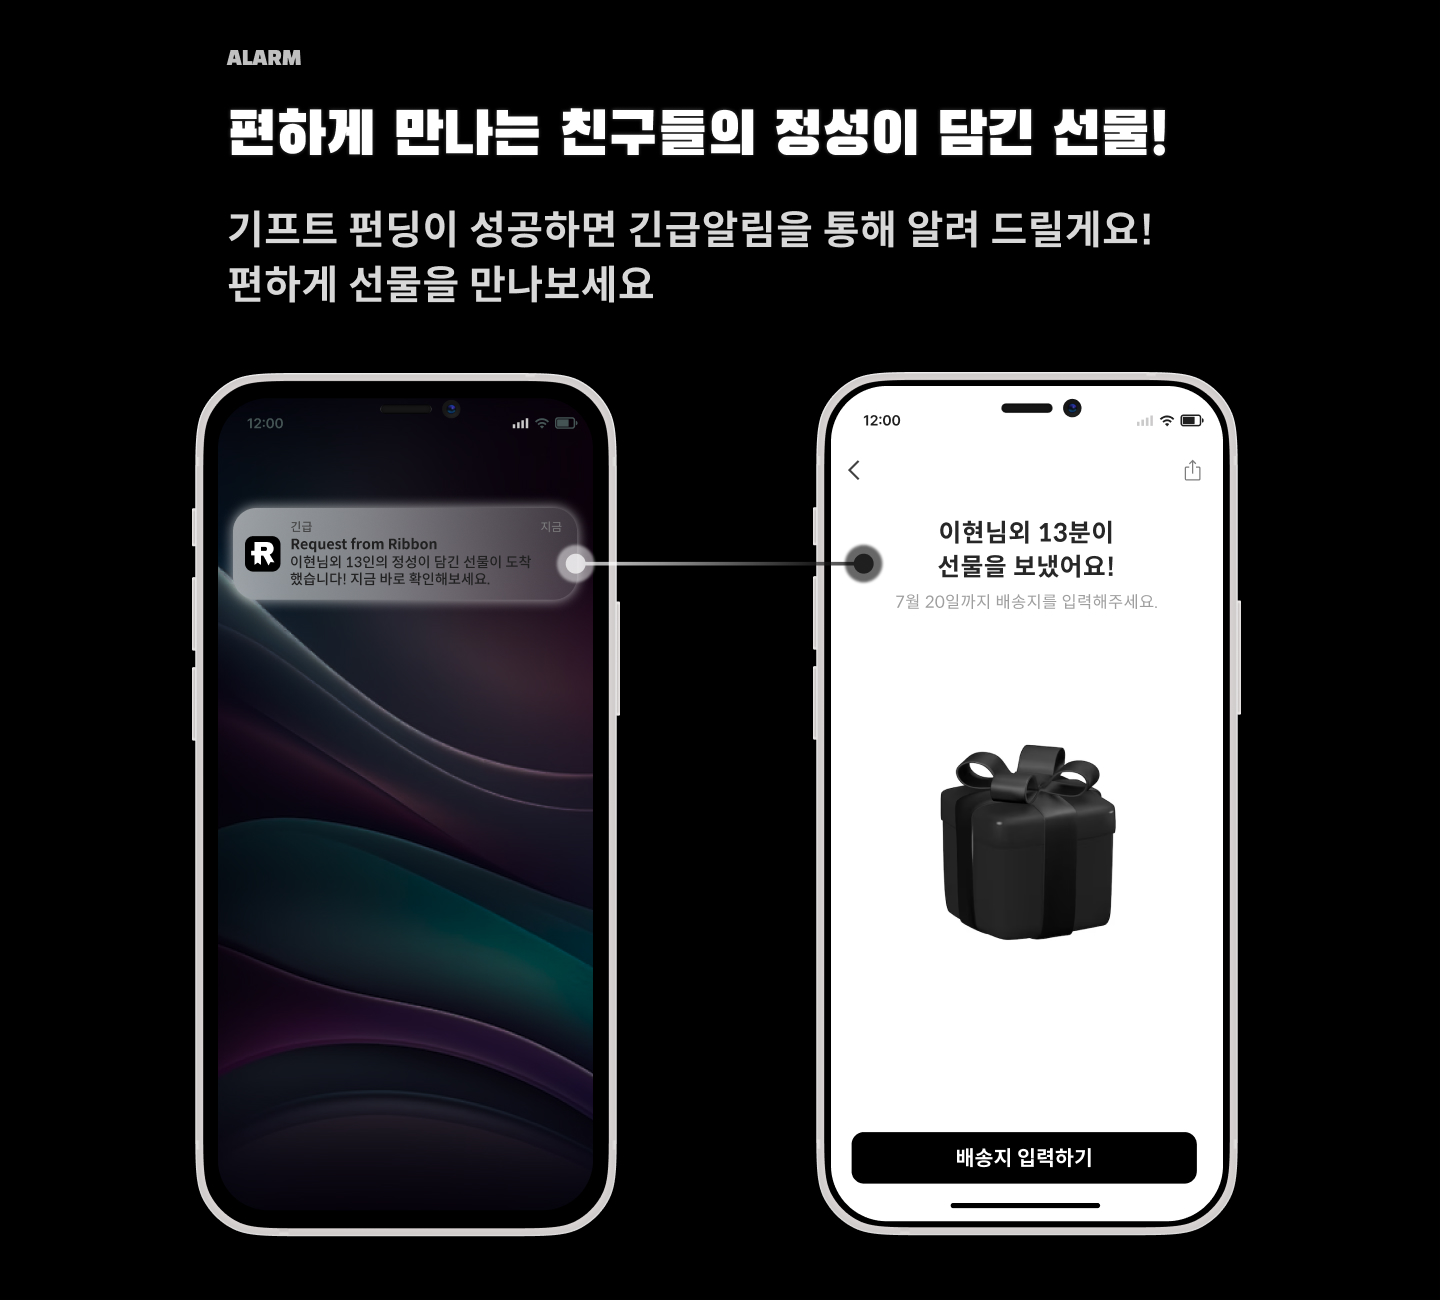 ALARM
편하게 만나는 친구들의 정성이 담긴 선물!
기프트 펀딩이 성공하면 긴급알림을 통해 알려 드릴게요!
편하게 선물을 만나보세요
12:00
긴급
지금
R
Request from Ribbon
이현님외 13인의 정성이 담긴 선물이 도착
했습니다! 지금 바로 확인해보세요.
12:00
이현님외 13분이
선물을 보냈어요!
7월 20일까지 배송지를 입력해주세요.
배송지 입력하기